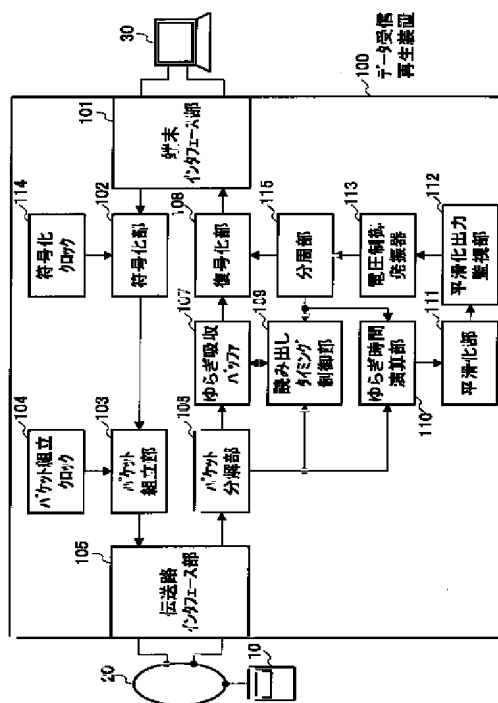 10
20
105
伝送路
インタフェース部
106
パケット
分解部
103
パケット
組立部
104
パケット組立
クロック
110
ゆらぎ時間
演算部
109
読み出し
タイミング
制御部
107
ゆらぎ吸収
バッファ
111
平滑化部
112
平滑化出力
監視部
113
電圧制御
発振器
115
分周部
108
復号化部
102
符号化部
114
符号化
クロック
101
端末
インタフェース部
100
データ受信
再生装置
30